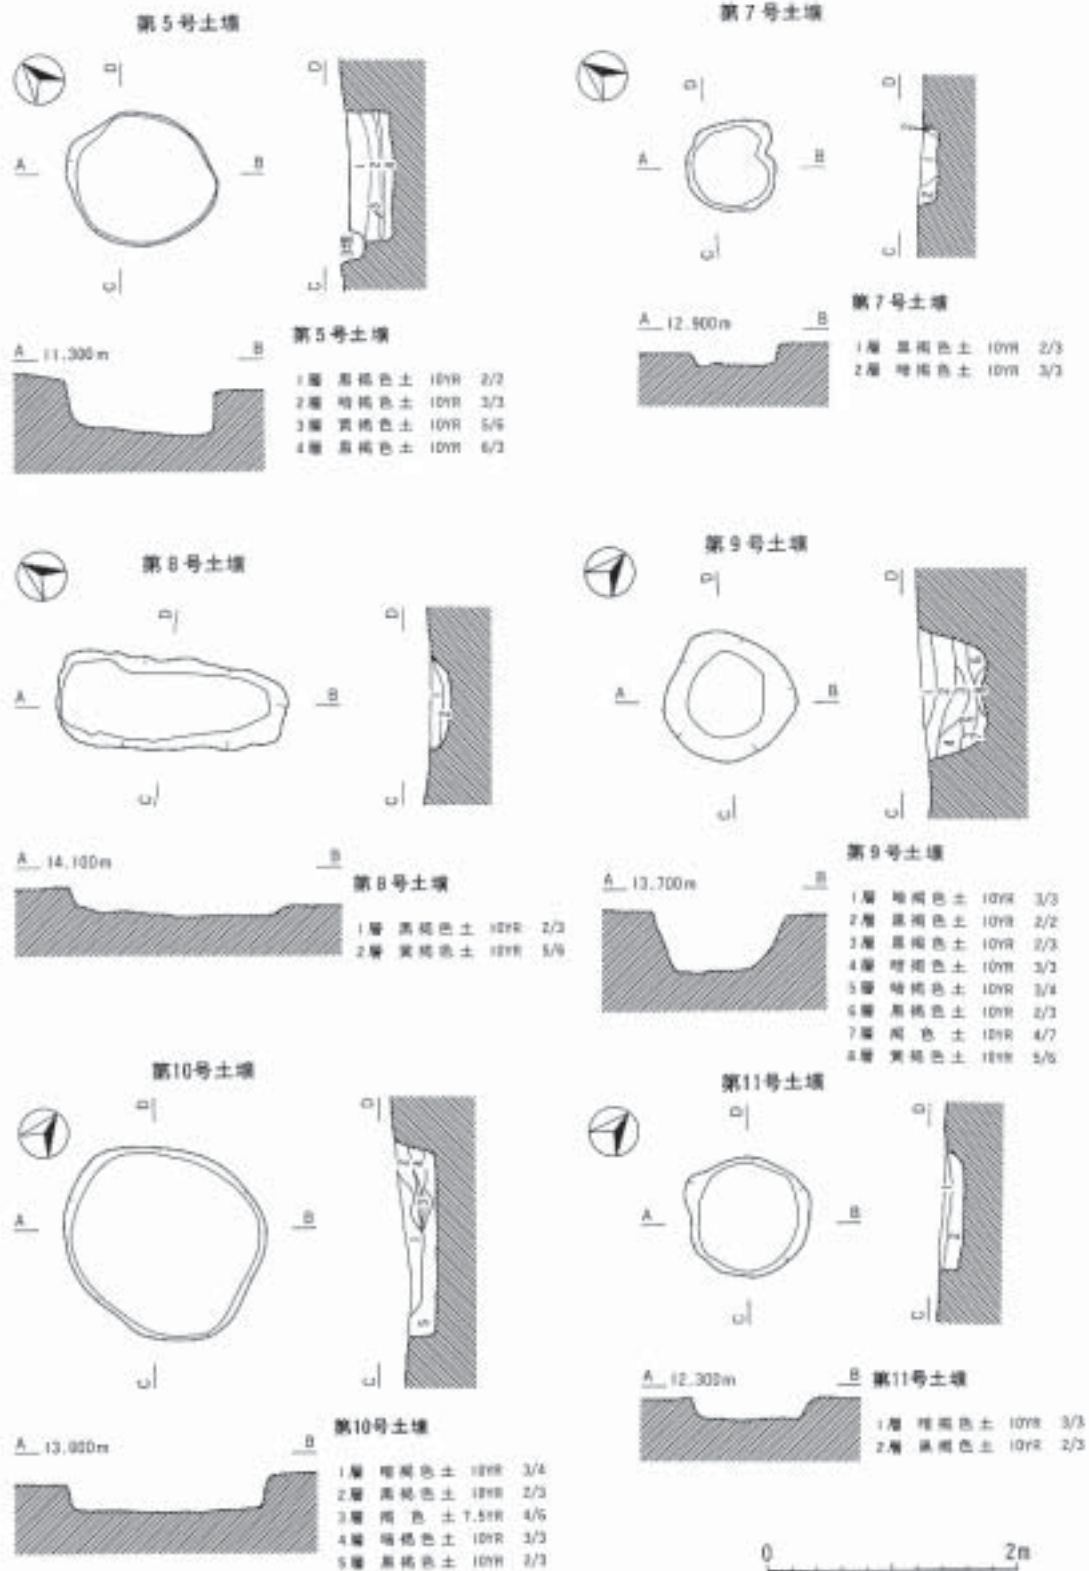 第5号土壙
D
A
B
C
D
C
1
2
A 11.300m
B
第5号土壙
1層 黒褐色土 10YR 2/2
2層 暗褐色土 10YR 3/3
3層 黄褐色土 10YR 5/6
4層 黒褐色土 10YR 6/3
第7号土壙
D
A
B
C
D
C
1
2
A 12.900m
B
第7号土壙
1層 黒褐色土 10YR 2/3
2層 暗褐色土 10YR 3/3
第8号土壙
D
A
B
C
D
C
1
2
A 14.100m
B
第8号土壙
1層 黒褐色土 10YR 2/3
2層 黄褐色土 10YR 5/6
第9号土壙
D
A
B
C
D
C
1
2
4
A 13.700m
B
第9号土壙
1層 暗褐色土 10YR 3/3
2層 黒褐色土 10YR 2/2
3層 黒褐色土 10YR 2/3
4層 暗褐色土 10YR 3/3
5層 暗褐色土 10YR 3/4
6層 黒褐色土 10YR 2/3
7層 褐色土 10YR 4/7
8層 黄褐色土 10YR 5/6
第10号土壙
D
A
B
C
D
C
1
3
5
A
B
第10号土壙
1層 暗褐色土 10YR 3/4
2層 黒褐色土 10YR 2/3
3層 褐色土 7.5YR 4/6
4層 暗褐色土 10YR 3/3
5層 黒褐色土 10YR 2/3
第11号土壙
D
A
B
C
D
C
1
2
A 12.300m
B
第11号土壙
1層 暗褐色土 10YR 3/3
2層 黒褐色土 10YR 2/3
0 2m